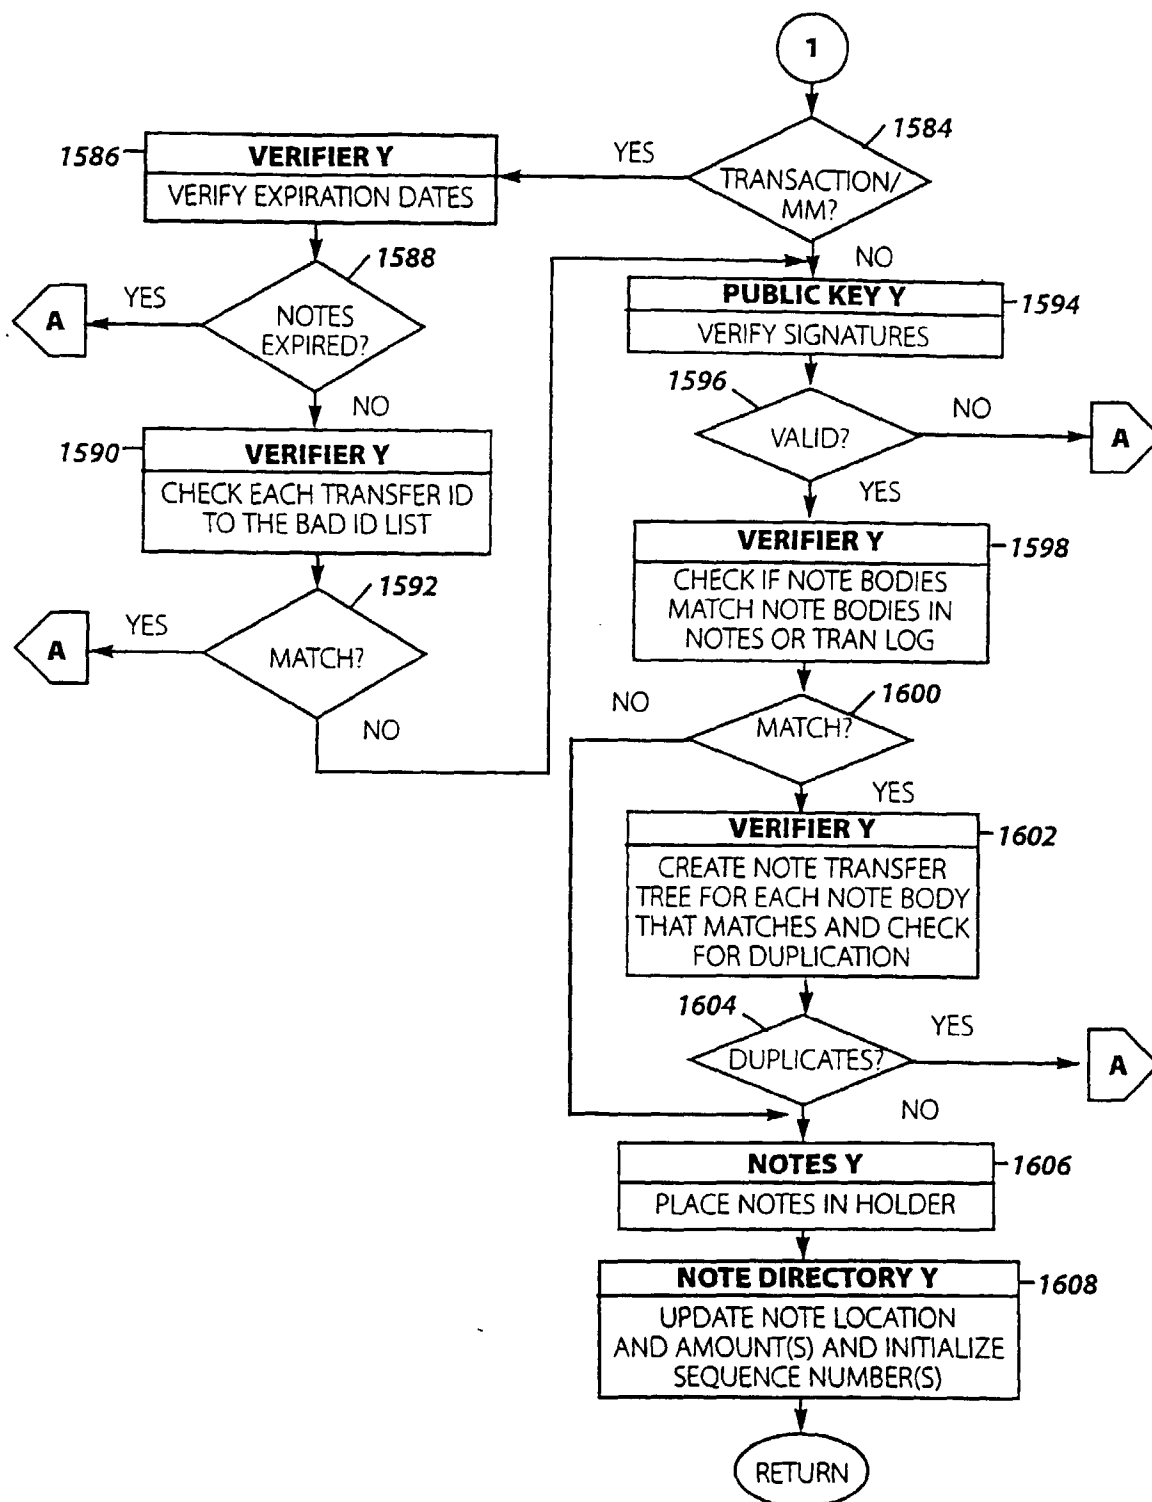 1
1584
TRANSACTION/
MM?
YES
NO
1586
VERIFIER Y
VERIFY EXPIRATION DATES
1588
NOTES
EXPIRED?
YES
A
NO
1590
VERIFIER Y
CHECK EACH TRANSFER ID
TO THE BAD ID LIST
1592
MATCH?
YES
A
NO
PUBLIC KEY Y
1594
VERIFY SIGNATURES
1596
VALID?
NO
A
YES
VERIFIER Y
1598
CHECK IF NOTE BODIES
MATCH NOTE BODIES IN
NOTES OR TRAN LOG
1600
MATCH?
NO
YES
VERIFIER Y
1602
CREATE NOTE TRANSFER
TREE FOR EACH NOTE BODY
THAT MATCHES AND CHECK
FOR DUPLICATION
1604
DUPLICATES?
YES
A
NO
NOTES Y
1606
PLACE NOTES IN HOLDER
NOTE DIRECTORY Y
1608
UPDATE NOTE LOCATION
AND AMOUNT(S) AND INITIALIZE
SEQUENCE NUMBER(S)
RETURN